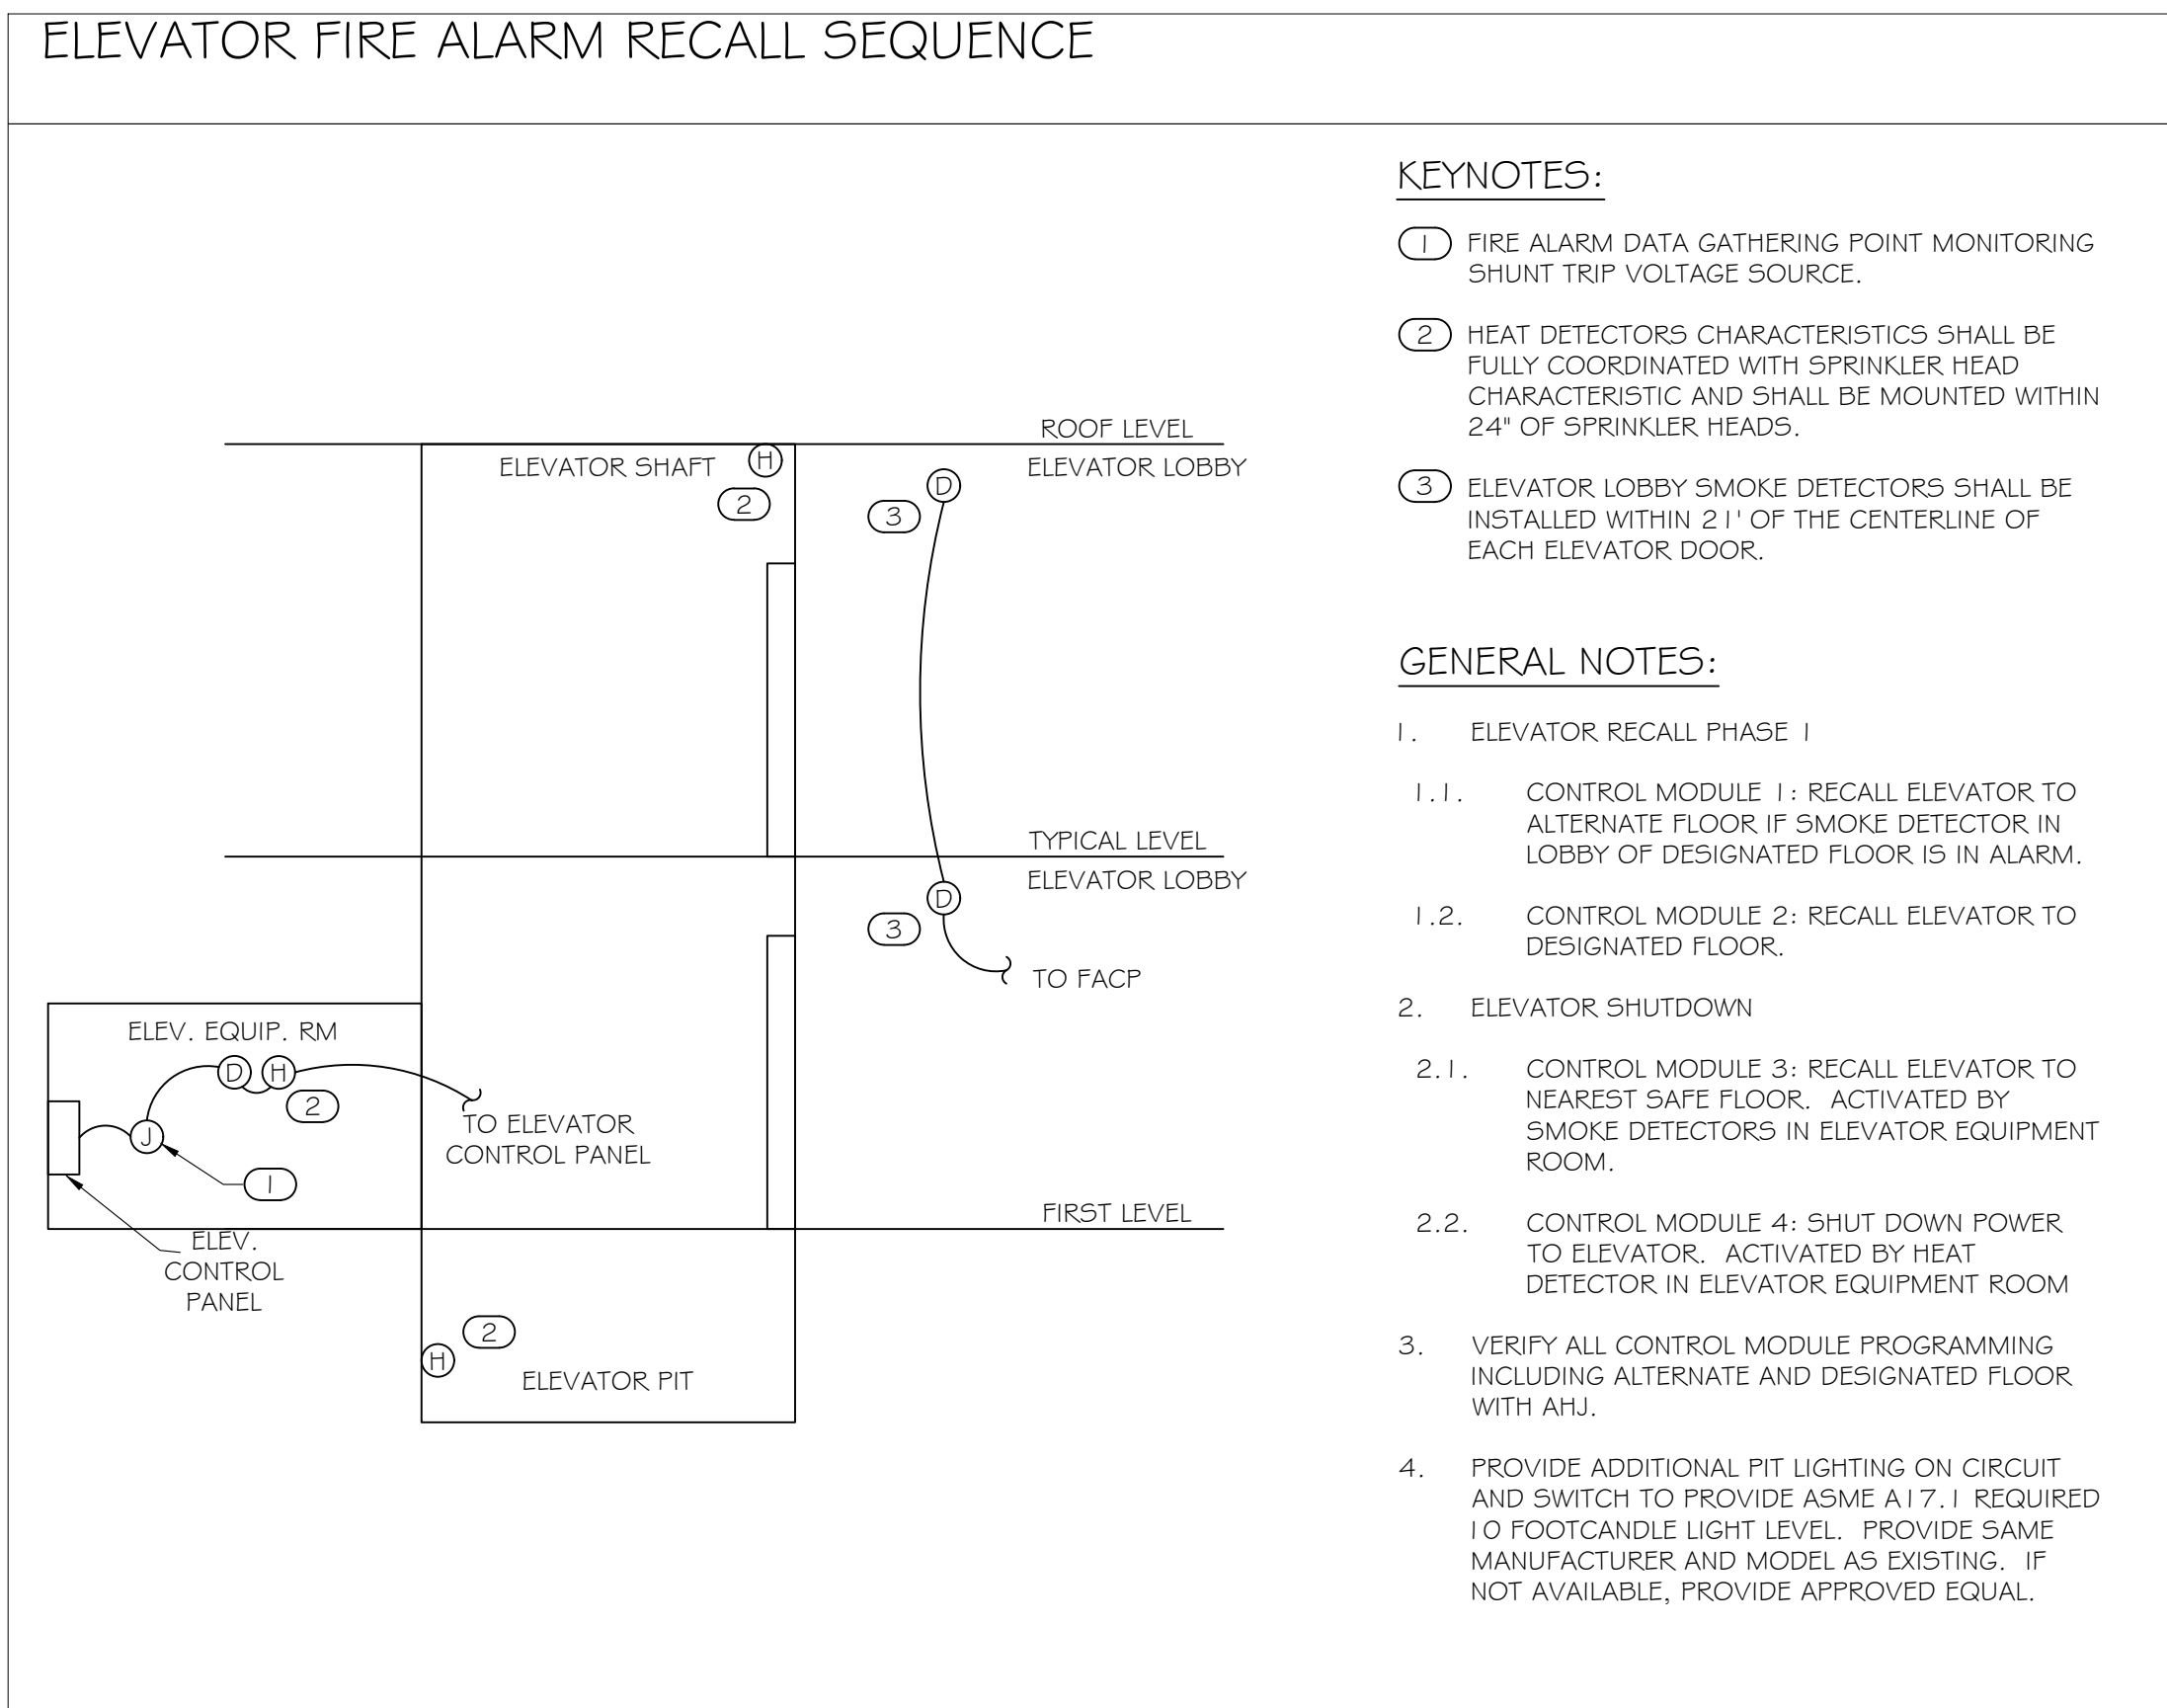 ELEVATOR FIRE ALARM RECALL SEQUENCE
ROOF LEVEL
ELEVATOR SHAFT
H
ELEVATOR LOBBY
D
2
3
TYPICAL LEVEL
ELEVATOR LOBBY
D
3
TO FACP
ELEV. EQUIP. RM
D
H
2
TO ELEVATOR
CONTROL PANEL
J
1
FIRST LEVEL
ELEV.
CONTROL
PANEL
2
H
ELEVATOR PIT
KEYNOTES:
1 FIRE ALARM DATA GATHERING POINT MONITORING
SHUNT TRIP VOLTAGE SOURCE.
2 HEAT DETECTORS CHARACTERISTICS SHALL BE
FULLY COORDINATED WITH SPRINKLER HEAD
CHARACTERISTIC AND SHALL BE MOUNTED WITHIN
24" OF SPRINKLER HEADS.
3 ELEVATOR LOBBY SMOKE DETECTORS SHALL BE
INSTALLED WITHIN 21' OF THE CENTERLINE OF
EACH ELEVATOR DOOR.
GENERAL NOTES:
1. ELEVATOR RECALL PHASE 1
1.1. CONTROL MODULE 1: RECALL ELEVATOR TO
ALTERNATE FLOOR IF SMOKE DETECTOR IN
LOBBY OF DESIGNATED FLOOR IS IN ALARM.
1.2. CONTROL MODULE 2: RECALL ELEVATOR TO
DESIGNATED FLOOR.
2. ELEVATOR SHUTDOWN
2.1. CONTROL MODULE 3: RECALL ELEVATOR TO
NEAREST SAFE FLOOR. ACTIVATED BY
SMOKE DETECTORS IN ELEVATOR EQUIPMENT
ROOM.
2.2. CONTROL MODULE 4: SHUT DOWN POWER
TO ELEVATOR. ACTIVATED BY HEAT
DETECTOR IN ELEVATOR EQUIPMENT ROOM
3. VERIFY ALL CONTROL MODULE PROGRAMMING
INCLUDING ALTERNATE AND DESIGNATED FLOOR
WITH AHJ.
4. PROVIDE ADDITIONAL PIT LIGHTING ON CIRCUIT
AND SWITCH TO PROVIDE ASME A17.1 REQUIRED
10 FOOTCANDLE LIGHT LEVEL. PROVIDE SAME
MANUFACTURER AND MODEL AS EXISTING. IF
NOT AVAILABLE, PROVIDE APPROVED EQUAL.